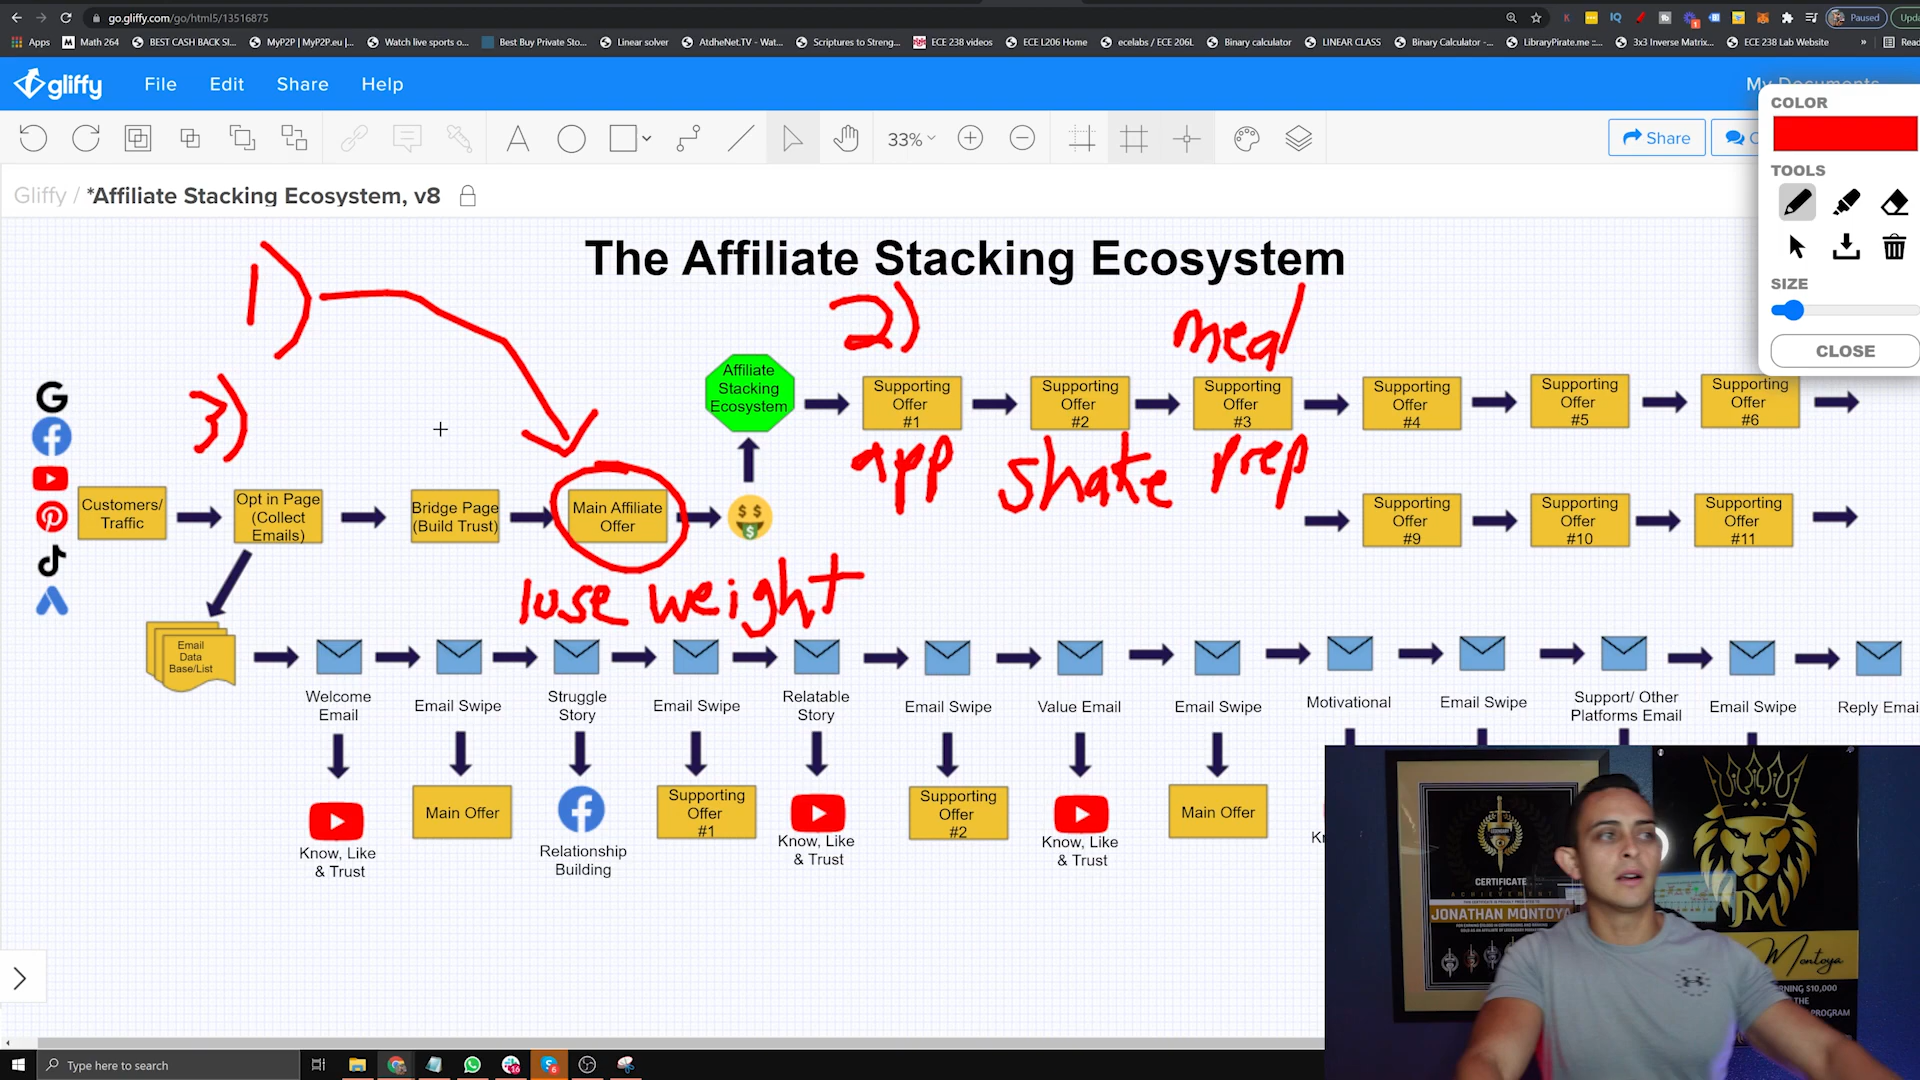 go.gliffy.com/go/html5/13516875
Paused
Apps
Math 264
BEST CASH BACK SI...
MyP2P | MyP2P.eu |...
Watch live sports o...
Best Buy Private Sto...
Linear solver
AtdheNet.TV - Wat...
Scriptures to Streng...
ECE 238 videos
ECE L206 Home
ecelabs / ECE 206L
Binary calculator
LINEAR CLASS
Binary Calculator -...
LibraryPirate.me ::...
3x3 Inverse Matrix...
ECE 238 Lab Website
gliffy
File
Edit
Share
Help
My Documents
33%
Share
COLOR
TOOLS
SIZE
CLOSE
Gliffy / *Affiliate Stacking Ecosystem, v8
The Affiliate Stacking Ecosystem
1)
2)
meal
3)
Affiliate
Stacking
Ecosystem
Supporting
Offer
#1
Supporting
Offer
#2
Supporting
Offer
#3
Supporting
Offer
#4
Supporting
Offer
#5
Supporting
Offer
#6
app
shake
prep
Customers/
Traffic
Opt in Page
(Collect
Emails)
Bridge Page
(Build Trust)
Main Affiliate
Offer
Supporting
Offer
#9
Supporting
Offer
#10
Supporting
Offer
#11
lose weight
Email
Data
Base/List
Welcome
Email
Email Swipe
Struggle
Story
Email Swipe
Relatable
Story
Email Swipe
Value Email
Email Swipe
Motivational
Email Swipe
Support/ Other
Platforms Email
Email Swipe
Reply Emai
Know, Like
& Trust
Main Offer
Relationship
Building
Supporting
Offer
#1
Know, Like
& Trust
Supporting
Offer
#2
Know, Like
& Trust
Main Offer
CERTIFICATE
JONATHAN MONTOYA
JM
Montoya
Type here to search